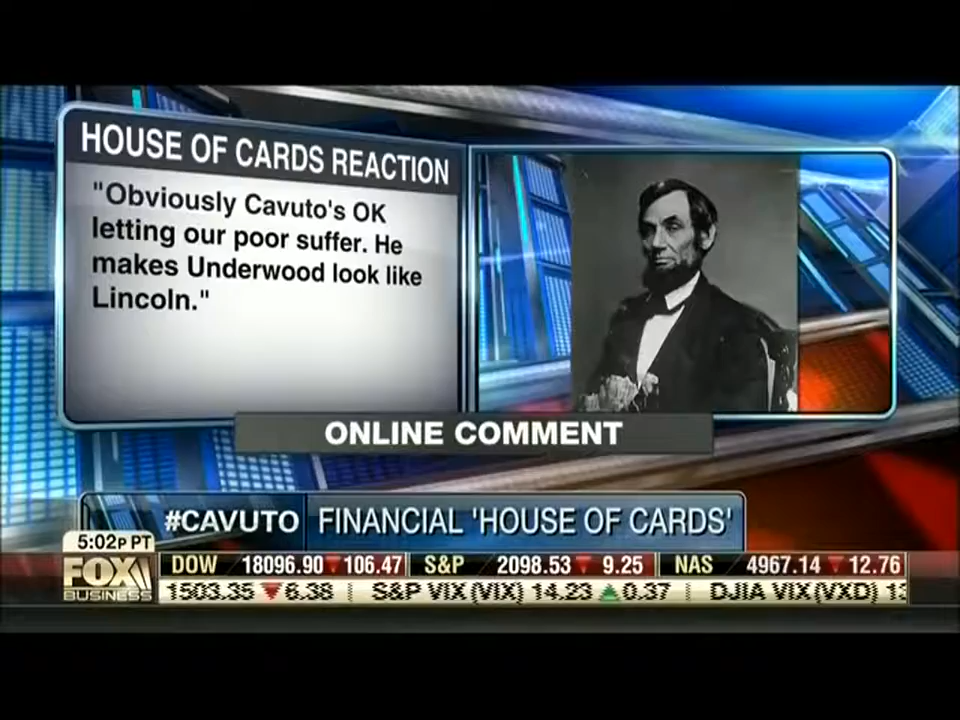 HOUSE OF CARDS REACTION
"Obviously Cavuto's OK
letting our poor suffer. He
makes Underwood look like
Lincoln."
ONLINE COMMENT
#CAVUTO FINANCIAL 'HOUSE OF CARDS'
5:02P PT
FOX
BUSINESS
DOW 18096.90 ▼ 106.47 S&P 2098.53 ▼ 9.25 NAS 4967.14 ▼ 12.76
1503.35 ▼ 6.38 S&P VIX(VIX) 14.23 ▲ 0.37 DJIA VIX(VXD)